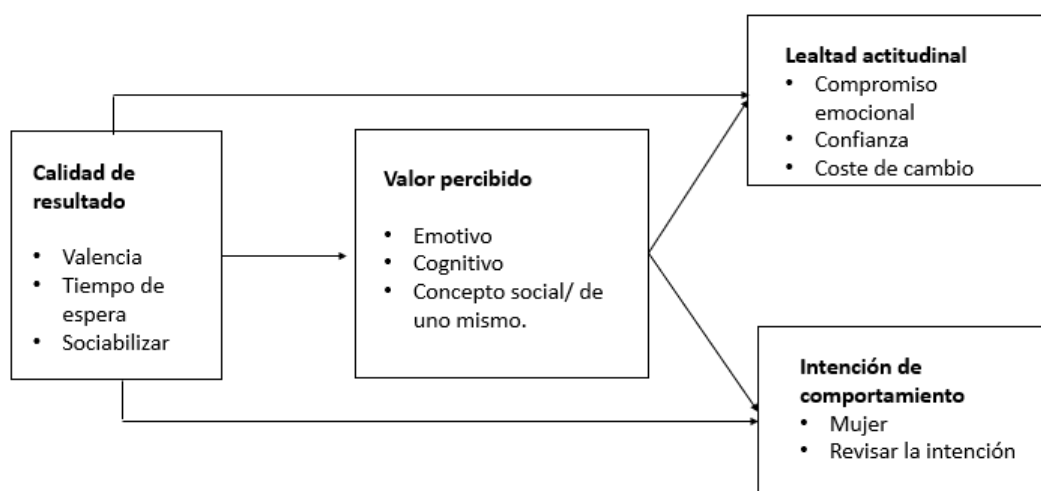 Calidad de
resultado
• Valencia
• Tiempo de
espera
• Sociabilizar
Valor percibido
• Emotivo
• Cognitivo
• Concepto social/ de
uno mismo.
Lealtad actitudinal
• Compromiso
emocional
• Confianza
• Coste de cambio
Intención de
comportamiento
• Mujer
• Revisar la intención